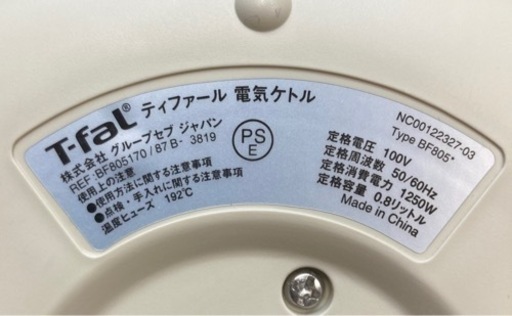 T-faL® ティファール 電気ケトル
株式会社 グループセブ ジャパン
REF. BF805170 / 87 B - 3819
使用上の注意
●使用方法に関する注意事項
●点検・手入れに関する注意事項
温度ヒューズ 192℃
PS
E
NC00122327-03
Type BF805*
定格電圧 100V
定格周波数 50/60Hz
定格消費電力 1250W
定格容量 0.8リットル
Made in China